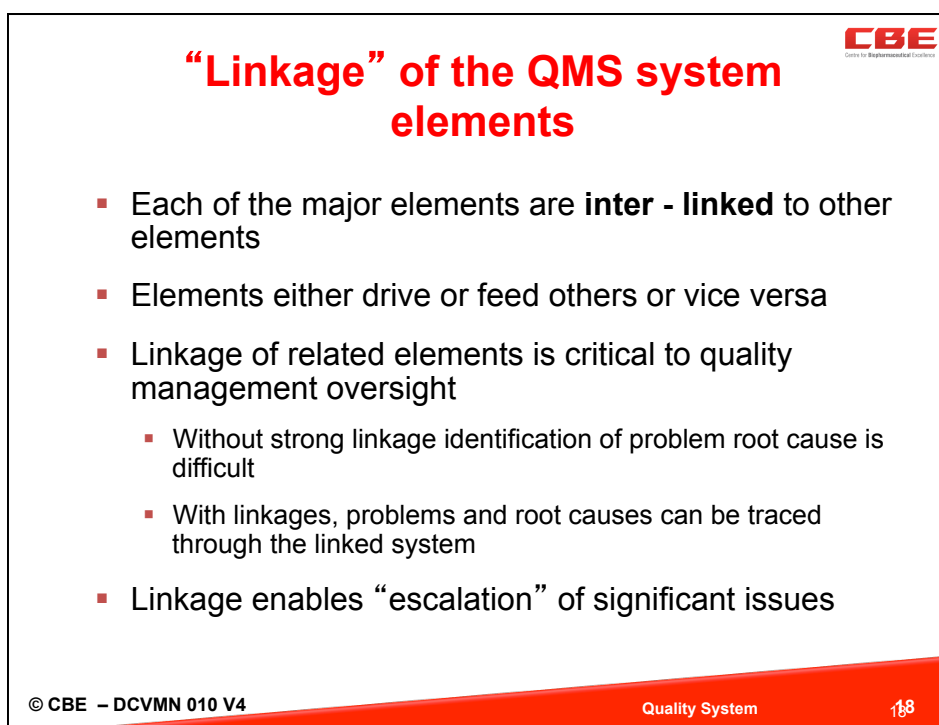 CBE
Centre for Biopharmaceutical Excellence
“Linkage” of the QMS system
elements
▪ Each of the major elements are inter - linked to other
elements
▪ Elements either drive or feed others or vice versa
▪ Linkage of related elements is critical to quality
management oversight
▪ Without strong linkage identification of problem root cause is
difficult
▪ With linkages, problems and root causes can be traced
through the linked system
▪ Linkage enables “escalation” of significant issues
© CBE – DCVMN 010 V4
Quality System
18